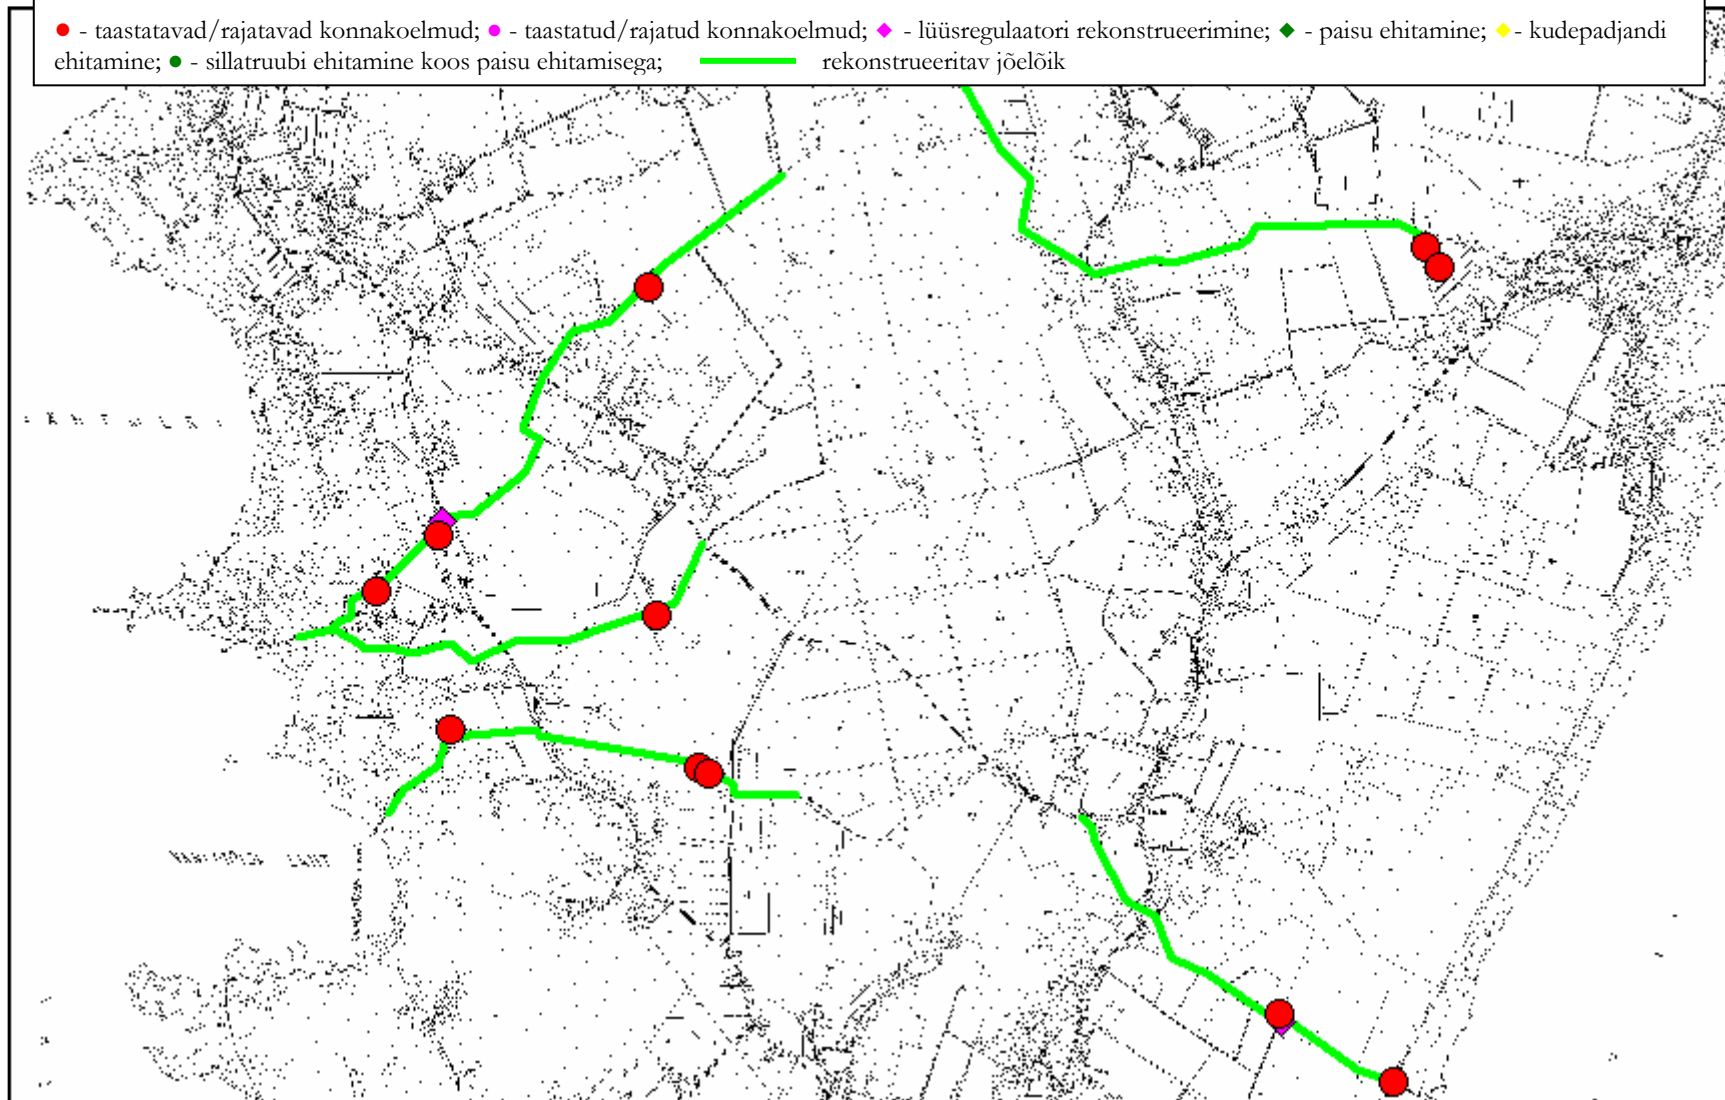 ● - taastatavad/rajatavad konnakoelmud; ● - taastatud/rajatud konnakoelmud; ◆ - lüüsregulaatori rekonstrueerimine; ◆ - paisu ehitamine; ◆ - kudepadjandi
ehitamine; ● - sillatruubi ehitamine koos paisu ehitamisega; rekonstrueeritav jõelõik